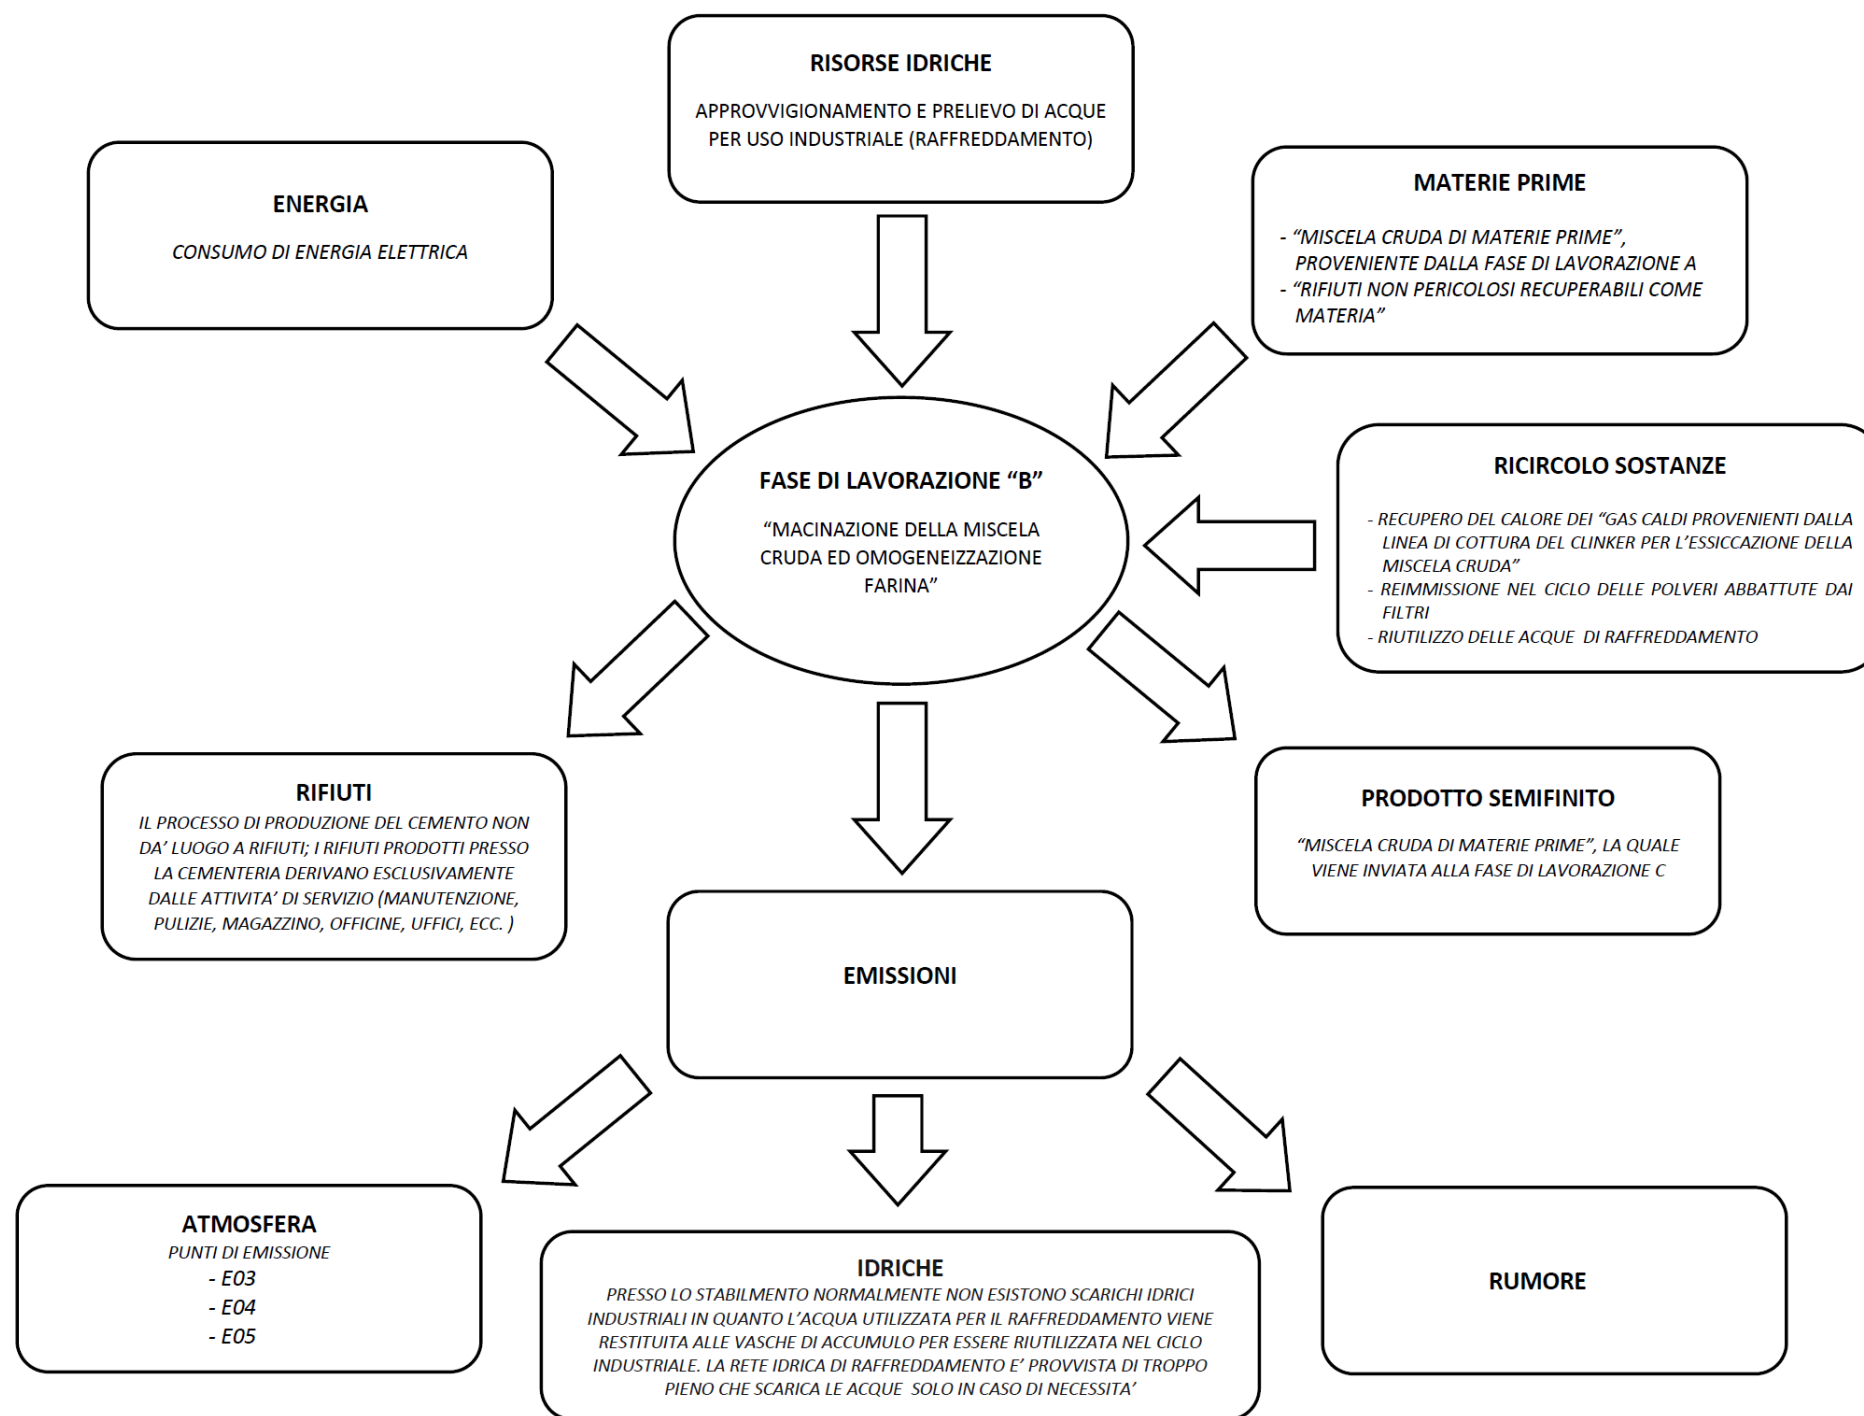 RISORSE IDRICHE
APPROVVIGIONAMENTO E PRELIEVO DI ACQUE
PER USO INDUSTRIALE (RAFFREDDAMENTO)
ENERGIA
CONSUMO DI ENERGIA ELETTRICA
MATERIE PRIME
- “MISCELA CRUDA DI MATERIE PRIME”,
PROVENIENTE DALLA FASE DI LAVORAZIONE A
- “RIFIUTI NON PERICOLOSI RECUPERABILI COME
MATERIA”
FASE DI LAVORAZIONE “B”
“MACINAZIONE DELLA MISCELA
CRUDA ED OMOGENEIZZAZIONE
FARINA”
RICIRCOLO SOSTANZE
- RECUPERO DEL CALORE DEI “GAS CALDI PROVENIENTI DALLA
LINEA DI COTTURA DEL CLINKER PER L’ESSICCAZIONE DELLA
MISCELA CRUDA”
- REIMMISSIONE NEL CICLO DELLE POLVERI ABBATTUTE DAI
FILTRI
- RIUTILIZZO DELLE ACQUE DI RAFFREDDAMENTO
RIFIUTI
IL PROCESSO DI PRODUZIONE DEL CEMENTO NON
DA’ LUOGO A RIFIUTI; I RIFIUTI PRODOTTI PRESSO
LA CEMENTERIA DERIVANO ESCLUSIVAMENTE
DALLE ATTIVITA’ DI SERVIZIO (MANUTENZIONE,
PULIZIE, MAGAZZINO, OFFICINE, UFFICI, ECC. )
PRODOTTO SEMIFINITO
“MISCELA CRUDA DI MATERIE PRIME”, LA QUALE
VIENE INVIATA ALLA FASE DI LAVORAZIONE C
EMISSIONI
ATMOSFERA
PUNTI DI EMISSIONE
- E03
- E04
- E05
IDRICHE
PRESSO LO STABILMENTO NORMALMENTE NON ESISTONO SCARICHI IDRICI
INDUSTRIALI IN QUANTO L’ACQUA UTILIZZATA PER IL RAFFREDDAMENTO VIENE
RESTITUITA ALLE VASCHE DI ACCUMULO PER ESSERE RIUTILIZZATA NEL CICLO
INDUSTRIALE. LA RETE IDRICA DI RAFFREDDAMENTO E’ PROVVISTA DI TROPPO
PIENO CHE SCARICA LE ACQUE SOLO IN CASO DI NECESSITA’
RUMORE